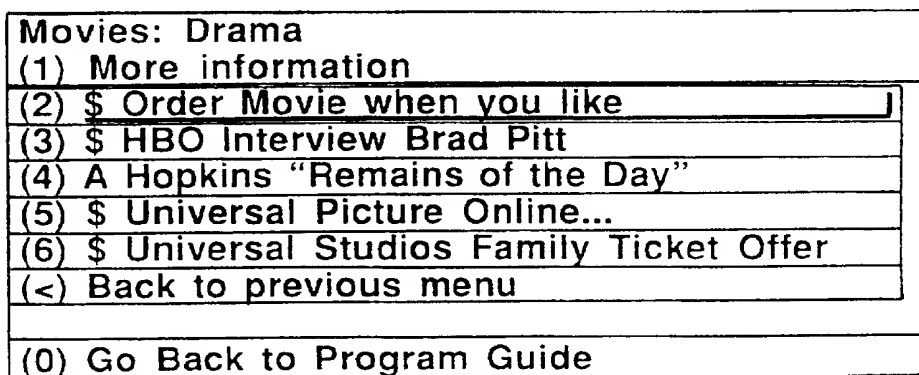 Movies: Drama
(1) More information
(2) $ Order Movie when you like
(3) $ HBO Interview Brad Pitt
(4) A Hopkins “Remains of the Day”
(5) $ Universal Picture Online...
(6) $ Universal Studios Family Ticket Offer
(<) Back to previous menu
(0) Go Back to Program Guide